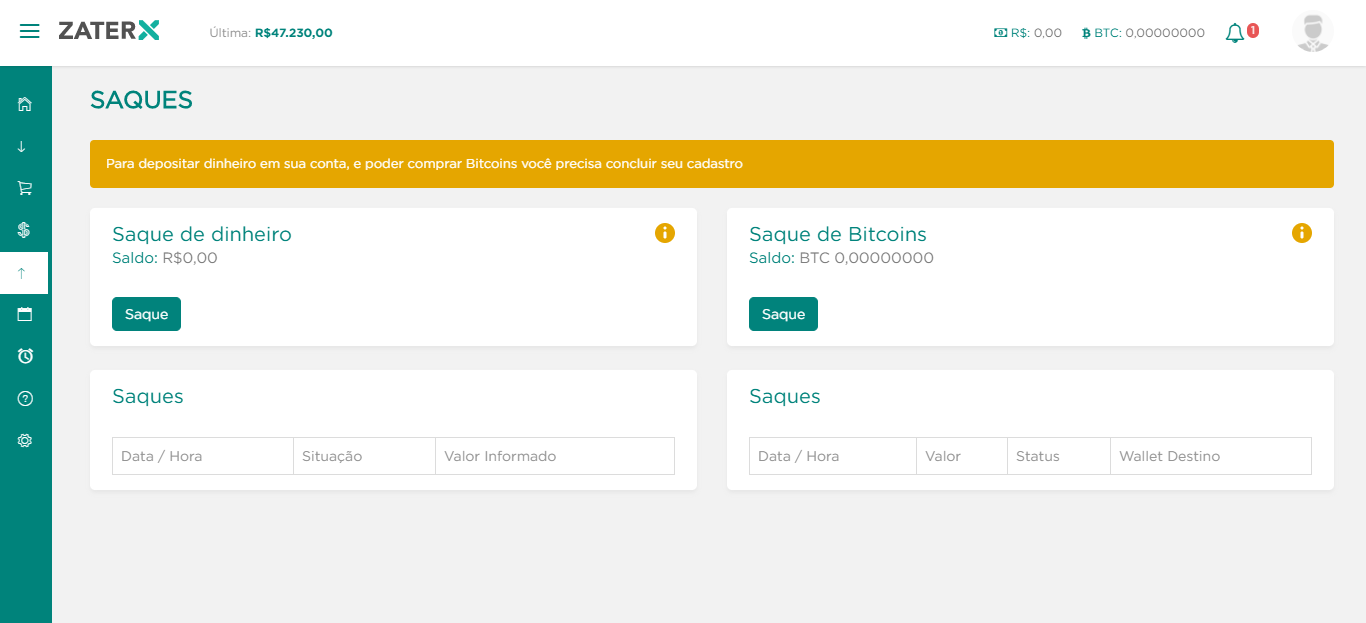 ZATERX
Última: R$47.230,00
R$: 0,00
BTC: 0,00000000
1
SAQUES
Para depositar dinheiro em sua conta, e poder comprar Bitcoins você precisa concluir seu cadastro
Saque de dinheiro
Saldo: R$0,00
Saque
Saque de Bitcoins
Saldo: BTC 0,00000000
Saque
Saques
Data / Hora Situação Valor Informado
Saques
Data / Hora Valor Status Wallet Destino